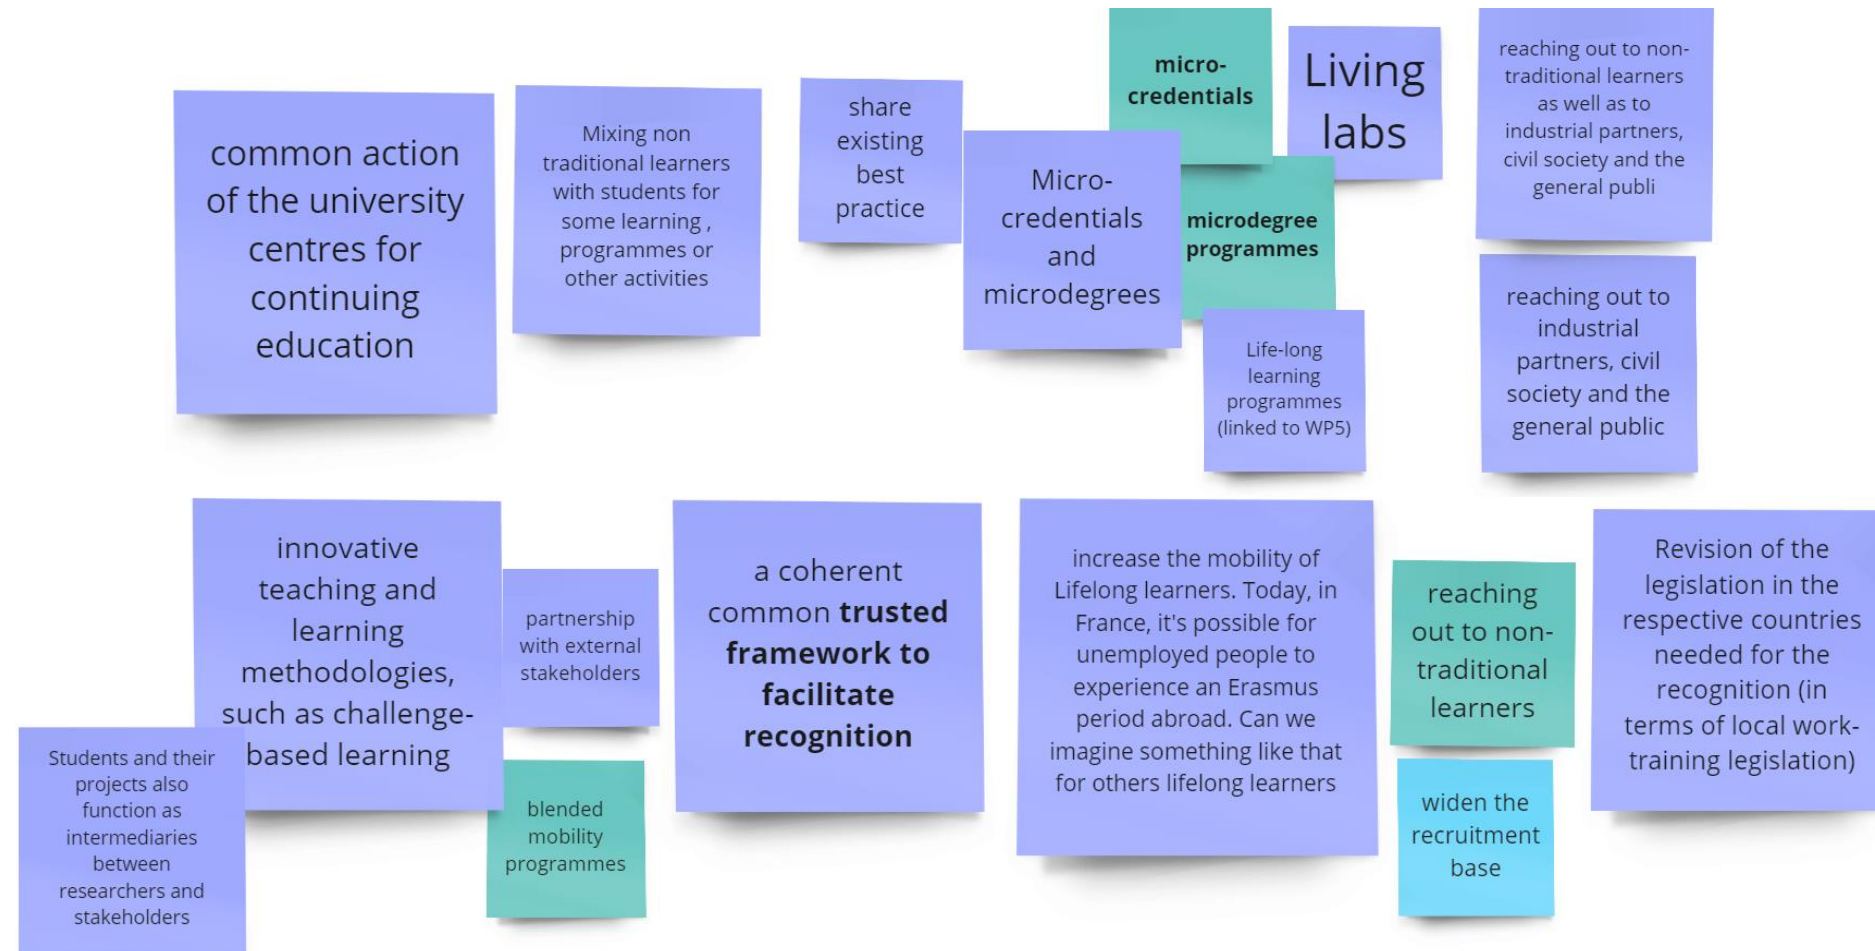 common action
of the university
centres for
continuing
education
Mixing non
traditional learners
with students for
some learning ,
programmes or
other activities
share
existing
best
practice
micro-
credentials
Living
labs
Micro-
credentials
and
microdegrees
microdegree
programmes
Life-long
learning
programmes
(linked to WP5)
reaching out to non-
traditional learners
as well as to
industrial partners,
civil society and the
general publi
reaching out to
industrial
partners, civil
society and the
general public
innovative
teaching and
learning
methodologies,
such as challenge-
based learning
Students and their
projects also
function as
intermediaries
between
researchers and
stakeholders
partnership
with external
stakeholders
blended
mobility
programmes
a coherent
common trusted
framework to
facilitate
recognition
increase the mobility of
Lifelong learners. Today, in
France, it's possible for
unemployed people to
experience an Erasmus
period abroad. Can we
imagine something like that
for others lifelong learners
reaching
out to non-
traditional
learners
widen the
recruitment
base
Revision of the
legislation in the
respective countries
needed for the
recognition (in
terms of local work-
training legislation)